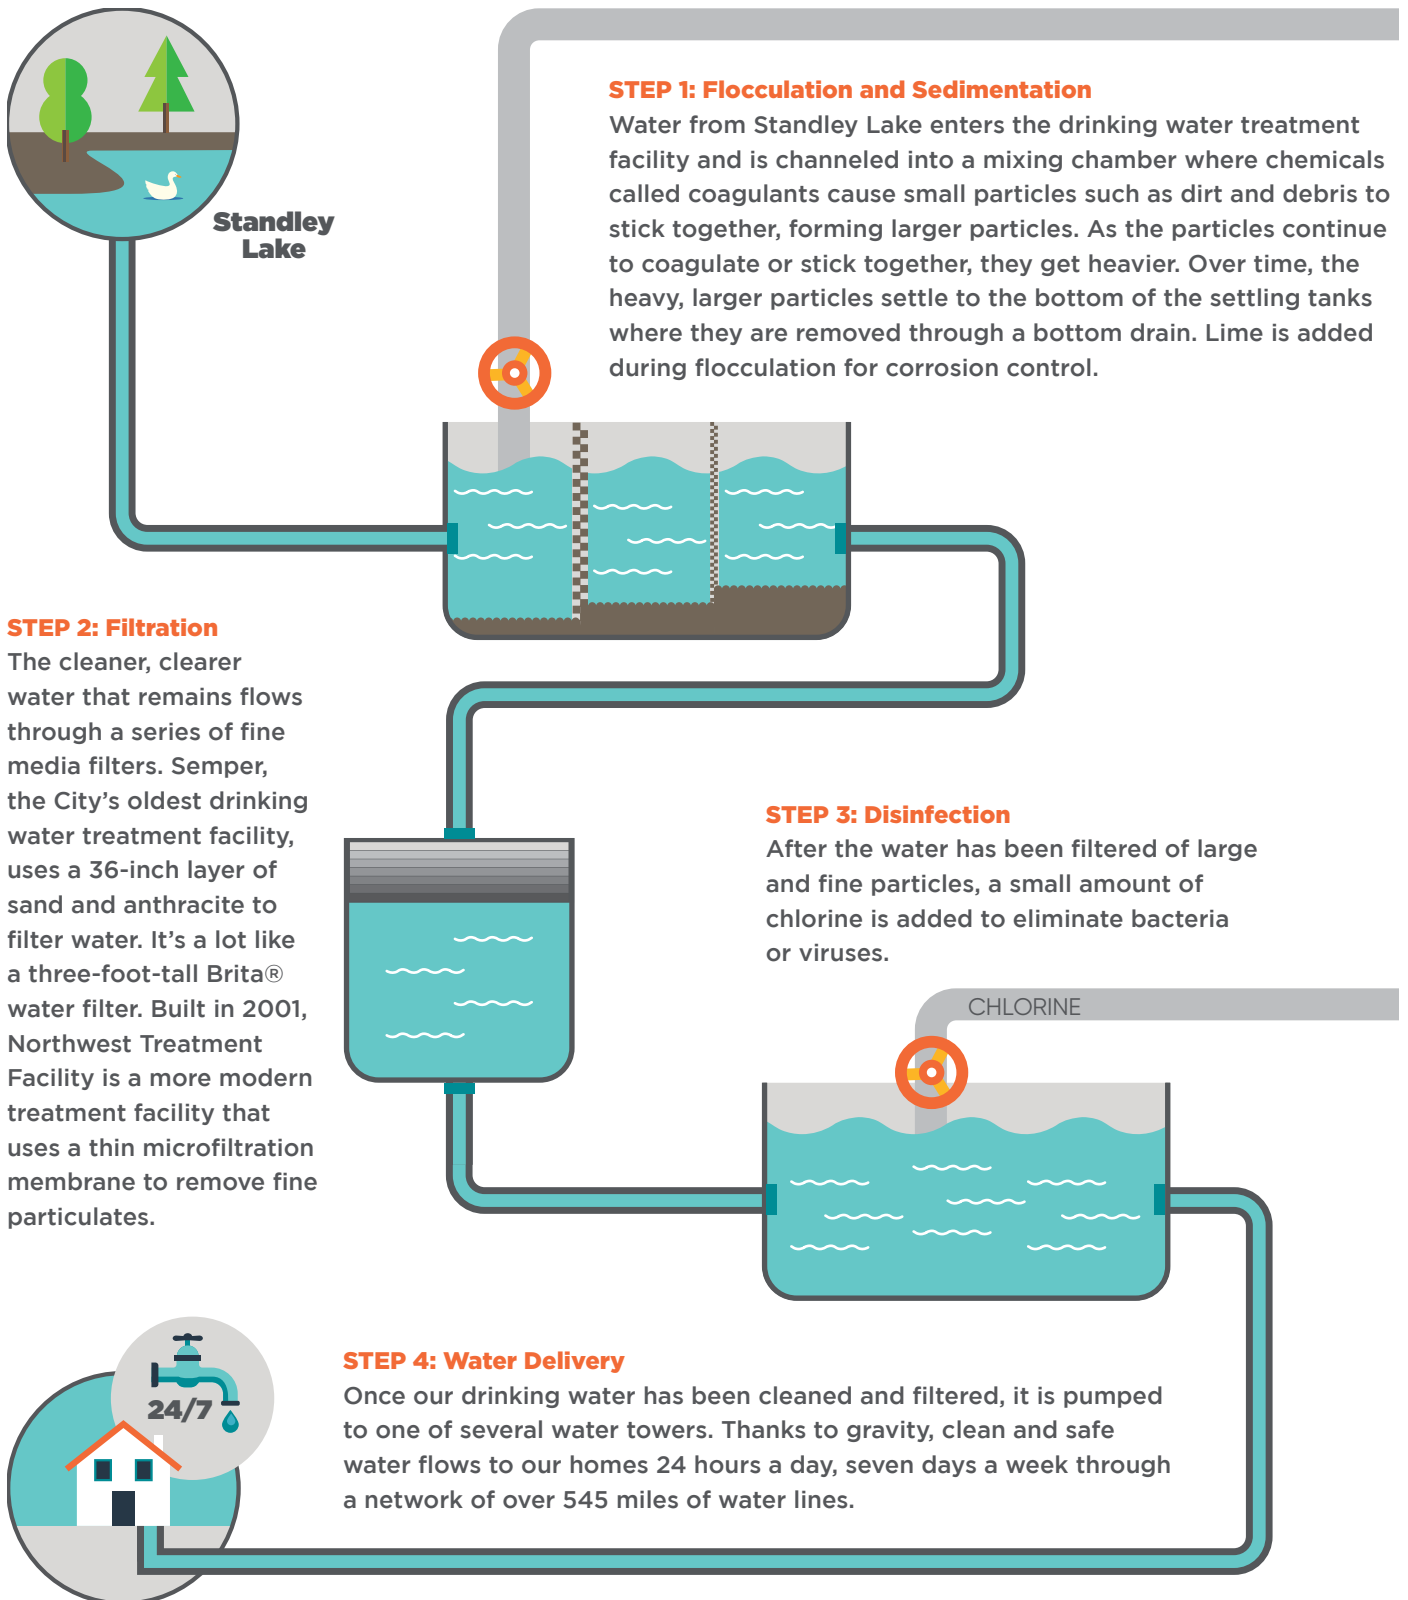 STEP 1: Flocculation and Sedimentation
Water from Standley Lake enters the drinking water treatment
facility and is channeled into a mixing chamber where chemicals
called coagulants cause small particles such as dirt and debris to
stick together, forming larger particles. As the particles continue
to coagulate or stick together, they get heavier. Over time, the
heavy, larger particles settle to the bottom of the settling tanks
where they are removed through a bottom drain. Lime is added
during flocculation for corrosion control.
Standley
Lake
STEP 2: Filtration
The cleaner, clearer
water that remains flows
through a series of fine
media filters. Semper,
the City's oldest drinking
water treatment facility,
uses a 36-inch layer of
sand and anthracite to
filter water. It's a lot like
a three-foot-tall Brita®
water filter. Built in 2001,
Northwest Treatment
Facility is a more modern
treatment facility that
uses a thin microfiltration
membrane to remove fine
particulates.
STEP 3: Disinfection
After the water has been filtered of large
and fine particles, a small amount of
chlorine is added to eliminate bacteria
or viruses.
CHLORINE
STEP 4: Water Delivery
Once our drinking water has been cleaned and filtered, it is pumped
to one of several water towers. Thanks to gravity, clean and safe
water flows to our homes 24 hours a day, seven days a week through
a network of over 545 miles of water lines.
24/7